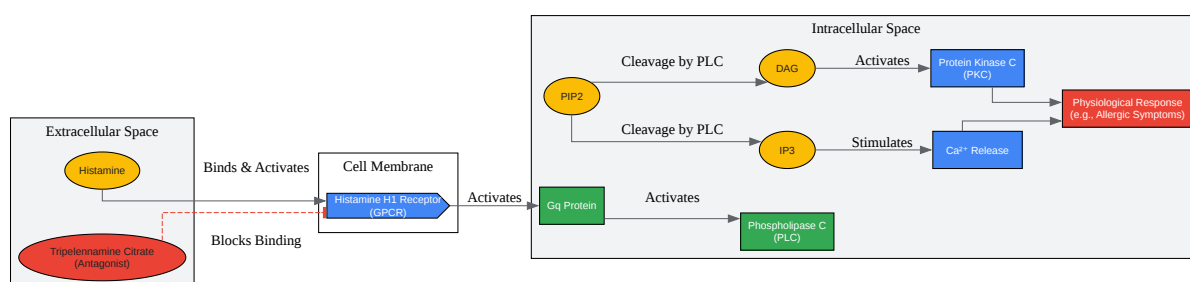 Intracellular Space
Cleavage by PLC
DAG
Activates
Protein Kinase C
(PKC)
PIP2
Physiological Response
(e.g., Allergic Symptoms)
Cleavage by PLC
IP3
Stimulates
Ca²⁺ Release
Extracellular Space
Histamine
Binds & Activates
Cell Membrane
Histamine H1 Receptor
(GPCR)
Activates
Gq Protein
Activates
Phospholipase C
(PLC)
Blocks Binding
Tripelennamine Citrate
(Antagonist)